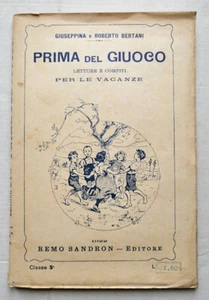 GIUSEPPINA e ROBERTO BERTANI
PRIMA DEL GIUOCO
LETTURE E COMPITI
PER LE VACANZE
REMO SANDRON — EDITORE
Classe 5ª
L.